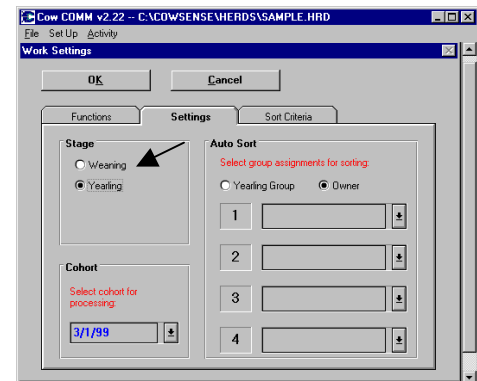 Cow COMM v2.22 -- C:\COWSENSE\HERDS\SAMPLE.HRD
File Set Up Activity
Work Settings
OK Cancel
Functions Settings Sort Criteria
Stage
Weaning
Yearling
Auto Sort
Select group assignments for sorting:
Yearling Group Owner
1
2
3
4
Cohort
Select cohort for
processing:
3/1/99